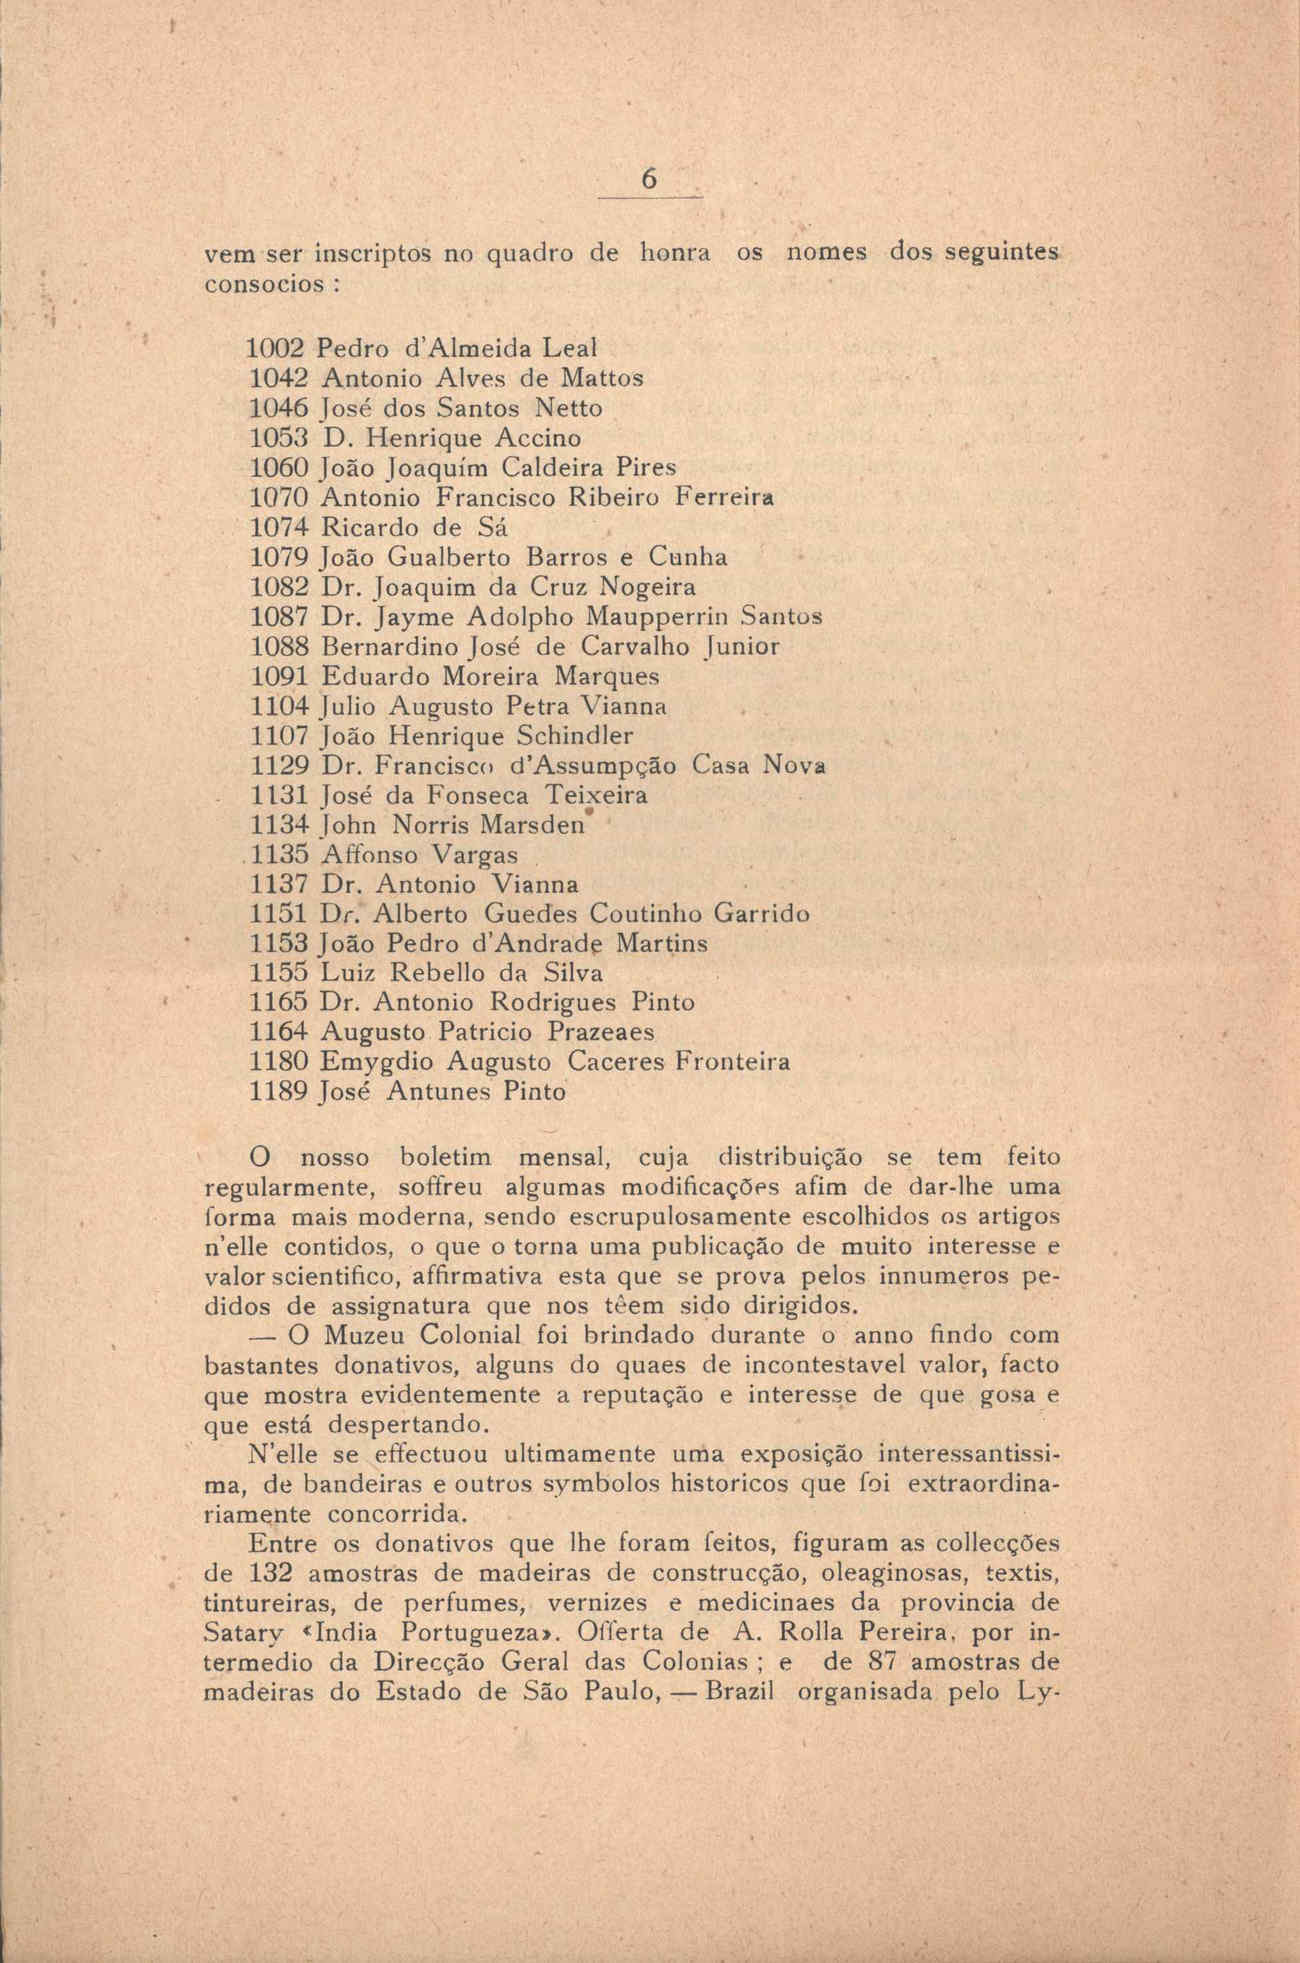 6
vem ser inscriptos no quadro de honra os nomes dos seguintes
consocios :
1002 Pedro d'Almeida Leal
1042 Antonio Alves de Mattos
1046 José dos Santos Netto
1053 D. Henrique Accino
1060 João Joaquím Caldeira Pires
1070 Antonio Francisco Ribeiro Ferreira
1074 Ricardo de Sá
1079 João Gualberto Barros e Cunha
1082 Dr. Joaquim da Cruz Nogeira
1087 Dr. Jayme Adolpho Maupperrin Santos
1088 Bernardino José de Carvalho Junior
1091 Eduardo Moreira Marques
1104 Julio Augusto Petra Vianna
1107 João Henrique Schindler
1129 Dr. Francisco d'Assumpção Casa Nova
1131 José da Fonseca Teixeira
1134 John Norris Marsden
1135 Affonso Vargas
1137 Dr. Antonio Vianna
1151 Dr. Alberto Guedes Coutinho Garrido
1153 João Pedro d'Andrade Martins
1155 Luiz Rebello da Silva
1165 Dr. Antonio Rodrigues Pinto
1164 Augusto Patricio Prazeaes
1180 Emygdio Augusto Caceres Fronteira
1189 José Antunes Pinto
O nosso boletim mensal, cuja distribuição se tem feito
regularmente, soffreu algumas modificações afim de dar-lhe uma
forma mais moderna, sendo escrupulosamente escolhidos os artigos
n'elle contidos, o que o torna uma publicação de muito interesse e
valor scientifico, affirmativa esta que se prova pelos innumeros pe-
didos de assignatura que nos têem sido dirigidos.
— O Muzeu Colonial foi brindado durante o anno findo com
bastantes donativos, alguns do quaes de incontestavel valor, facto
que mostra evidentemente a reputação e interesse de que gosa e
que está despertando.
N'elle se effectuou ultimamente uma exposição interessantissi-
ma, de bandeiras e outros symbolos historicos que foi extraordina-
riamente concorrida.
Entre os donativos que lhe foram feitos, figuram as collecções
de 132 amostras de madeiras de construcção, oleaginosas, textis,
tintureiras, de perfumes, vernizes e medicinaes da provincia de
Satary «India Portugueza». Offerta de A. Rolla Pereira, por in-
termedio da Direcção Geral das Colonias ; e de 87 amostras de
madeiras do Estado de São Paulo, — Brazil organisada pelo Ly-